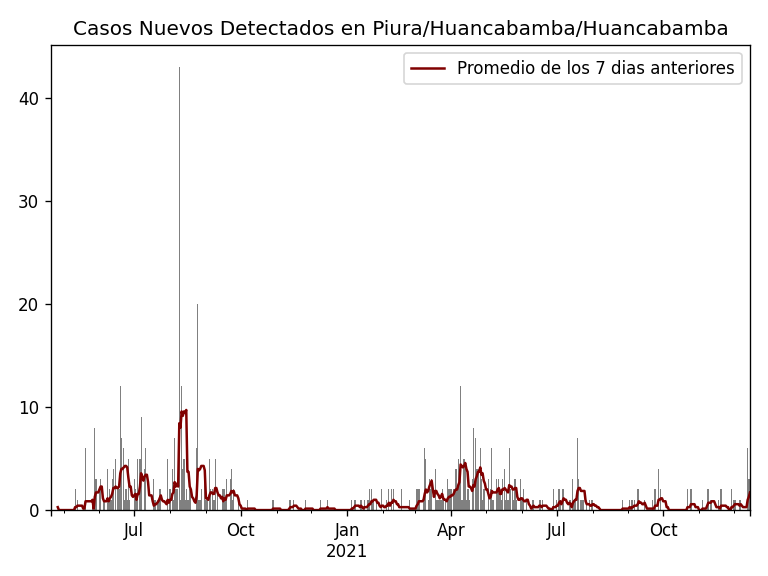 Casos Nuevos Detectados en Piura/Huancabamba/Huancabamba
Promedio de los 7 dias anteriores
40
30
20
10
0
Jul Oct Jan Apr Jul Oct
2021